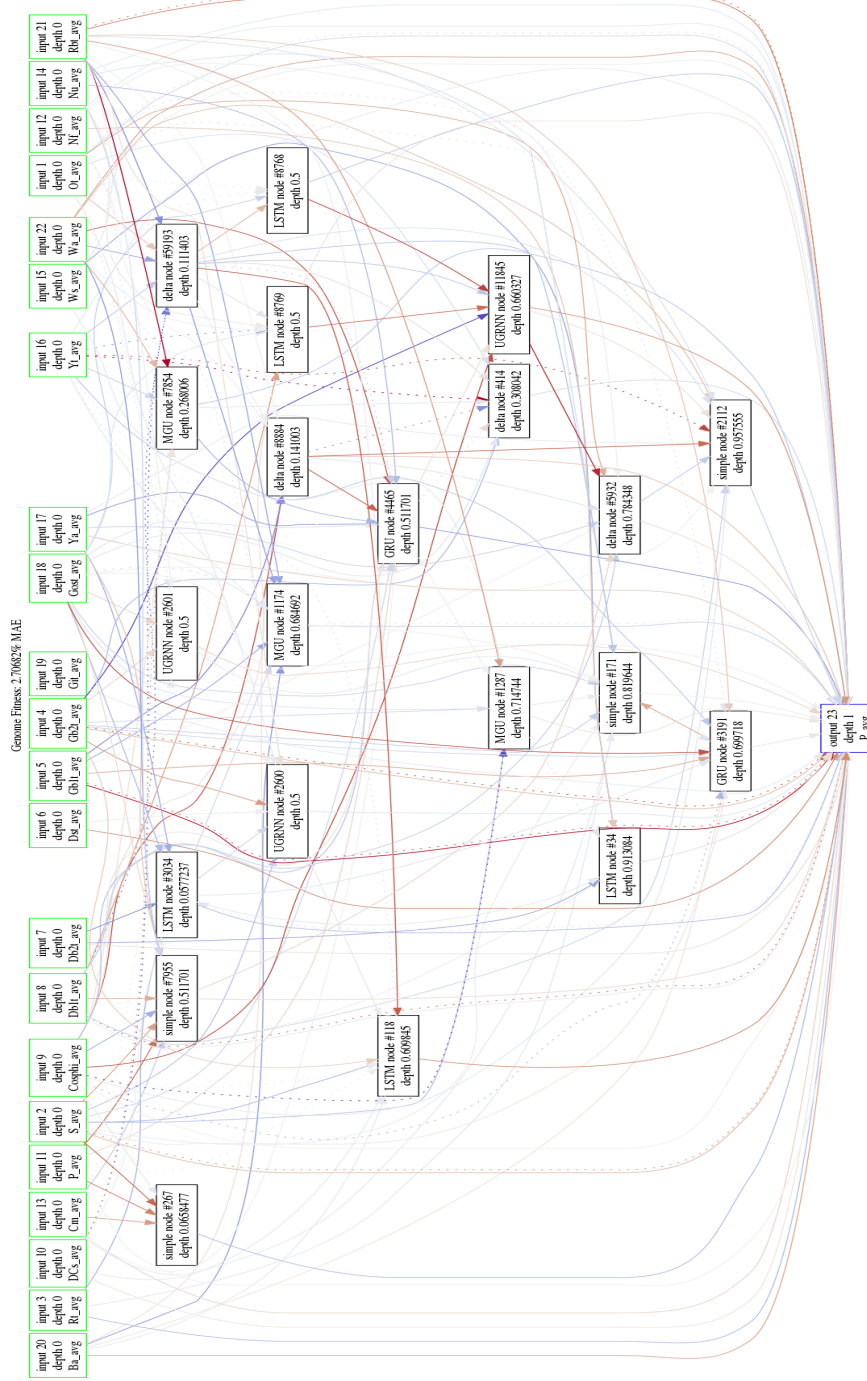 Genome Fitness: 2.70682% MAE
input 21
depth 0
Rbt_avg
input 14
depth 0
Nu_avg
input 12
depth 0
Nf_avg
input 1
depth 0
Ot_avg
input 22
depth 0
Wa_avg
input 15
depth 0
Ws_avg
input 16
depth 0
Yt_avg
input 17
depth 0
Ya_avg
input 18
depth 0
Gost_avg
input 19
depth 0
Git_avg
input 4
depth 0
Gb2t_avg
input 5
depth 0
Gb1t_avg
input 6
depth 0
Dst_avg
input 7
depth 0
Db2t_avg
input 8
depth 0
Db1t_avg
input 9
depth 0
Cosphi_avg
input 2
depth 0
S_avg
input 11
depth 0
P_avg
input 13
depth 0
Cm_avg
input 10
depth 0
DCs_avg
input 3
depth 0
Rt_avg
input 20
depth 0
Ba_avg
delta node #59193
depth 0.111403
MGU node #7854
depth 0.268006
UGRNN node #2601
depth 0.5
LSTM node #3034
depth 0.0577237
simple node #7955
depth 0.511701
simple node #267
depth 0.0658477
LSTM node #8768
depth 0.5
LSTM node #8769
depth 0.5
delta node #8884
depth 0.141003
MGU node #1174
depth 0.684692
UGRNN node #2600
depth 0.5
GRU node #4465
depth 0.511701
LSTM node #118
depth 0.609845
UGRNN node #11845
depth 0.660327
delta node #414
depth 0.308042
MGU node #1287
depth 0.714744
delta node #5932
depth 0.784348
simple node #171
depth 0.819644
LSTM node #34
depth 0.913084
simple node #2112
depth 0.957555
GRU node #3191
depth 0.699718
output 23
depth 1
P_avg